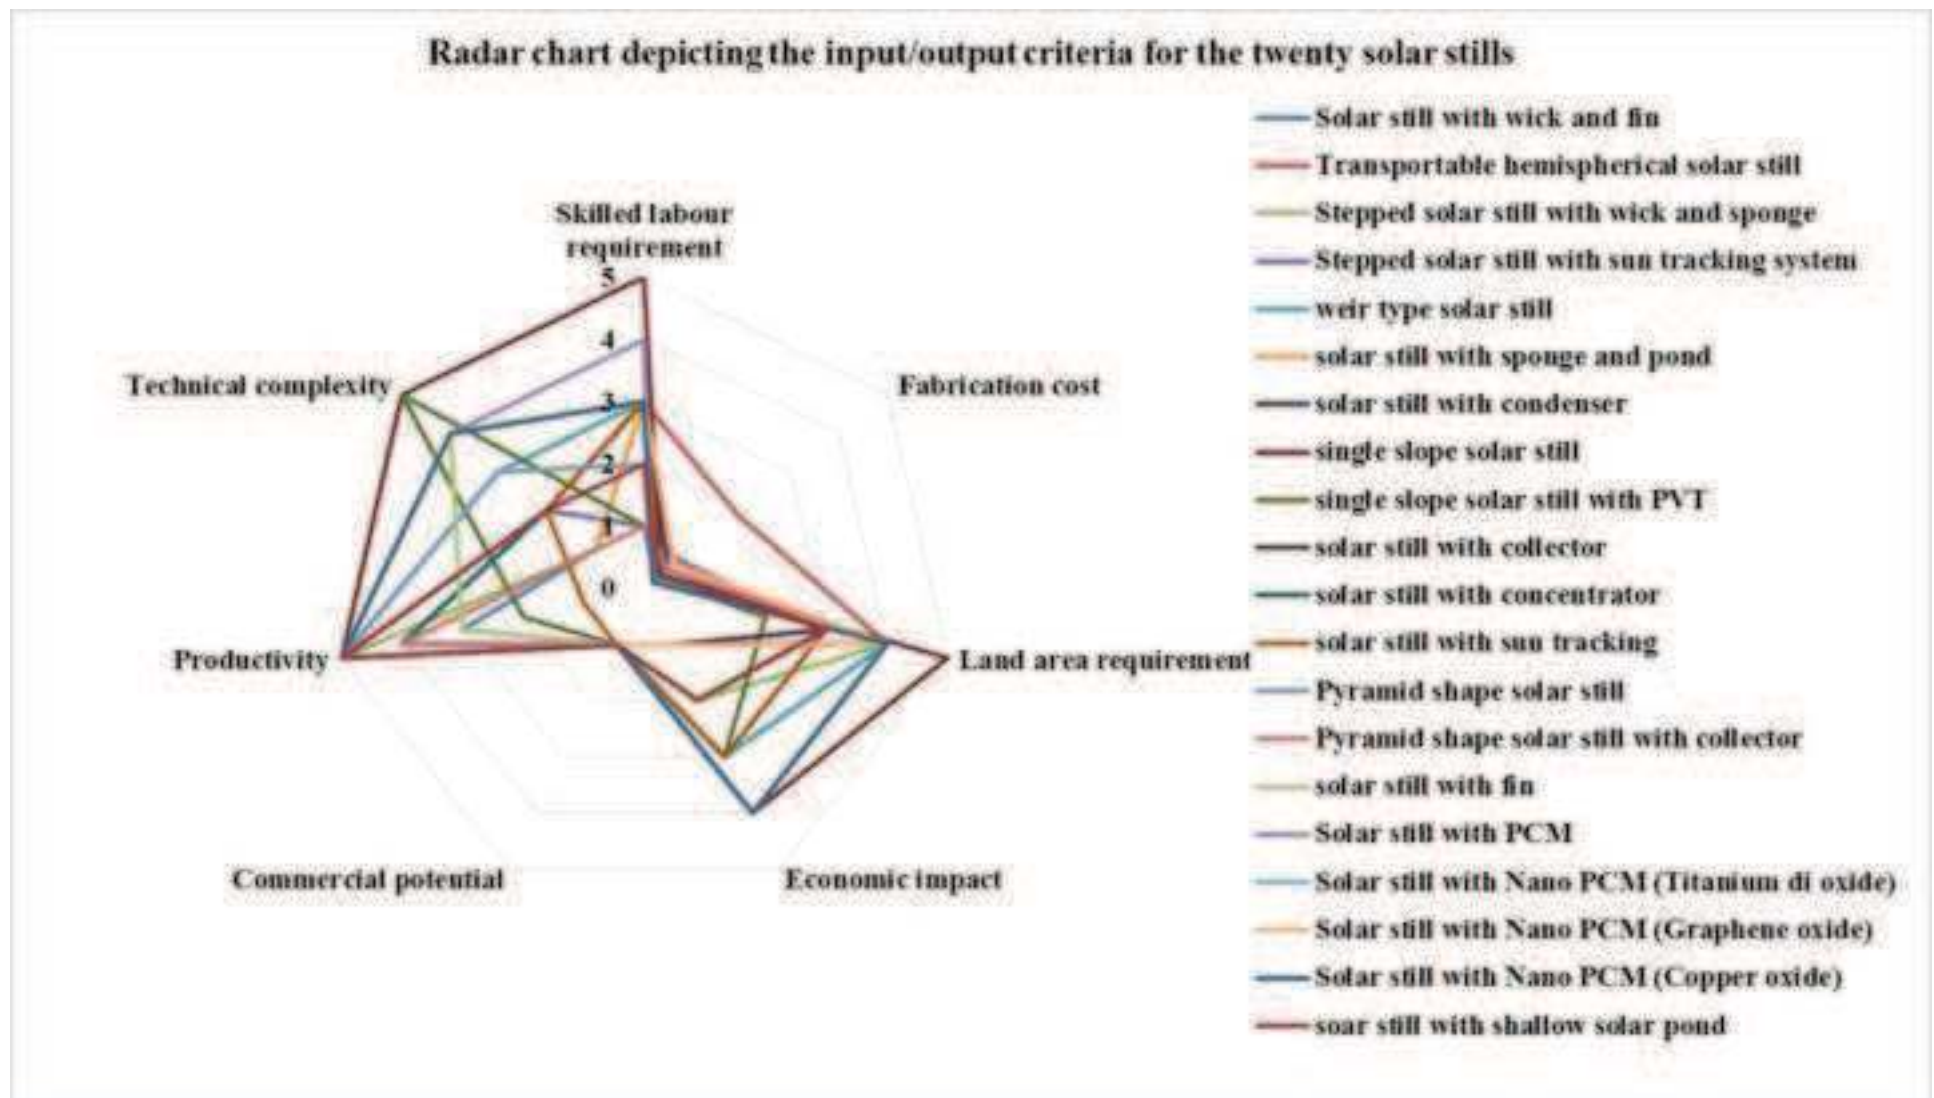 Radar chart depicting the input/output criteria for the twenty solar stills
Skilled labour
requirement
5
4
3
2
1
0
Technical complexity
Fabrication cost
Productivity
Land area requirement
Commercial potential
Economic impact
Solar still with wick and fin
Transportable hemispherical solar still
Stepped solar still with wick and sponge
Stepped solar still with sun tracking system
weir type solar still
solar still with sponge and pond
solar still with condenser
single slope solar still
single slope solar still with PVT
solar still with collector
solar still with concentrator
solar still with sun tracking
Pyramid shape solar still
Pyramid shape solar still with collector
solar still with fin
Solar still with PCM
Solar still with Nano PCM (Titanium di oxide)
Solar still with Nano PCM (Graphene oxide)
Solar still with Nano PCM (Copper oxide)
soar still with shallow solar pond